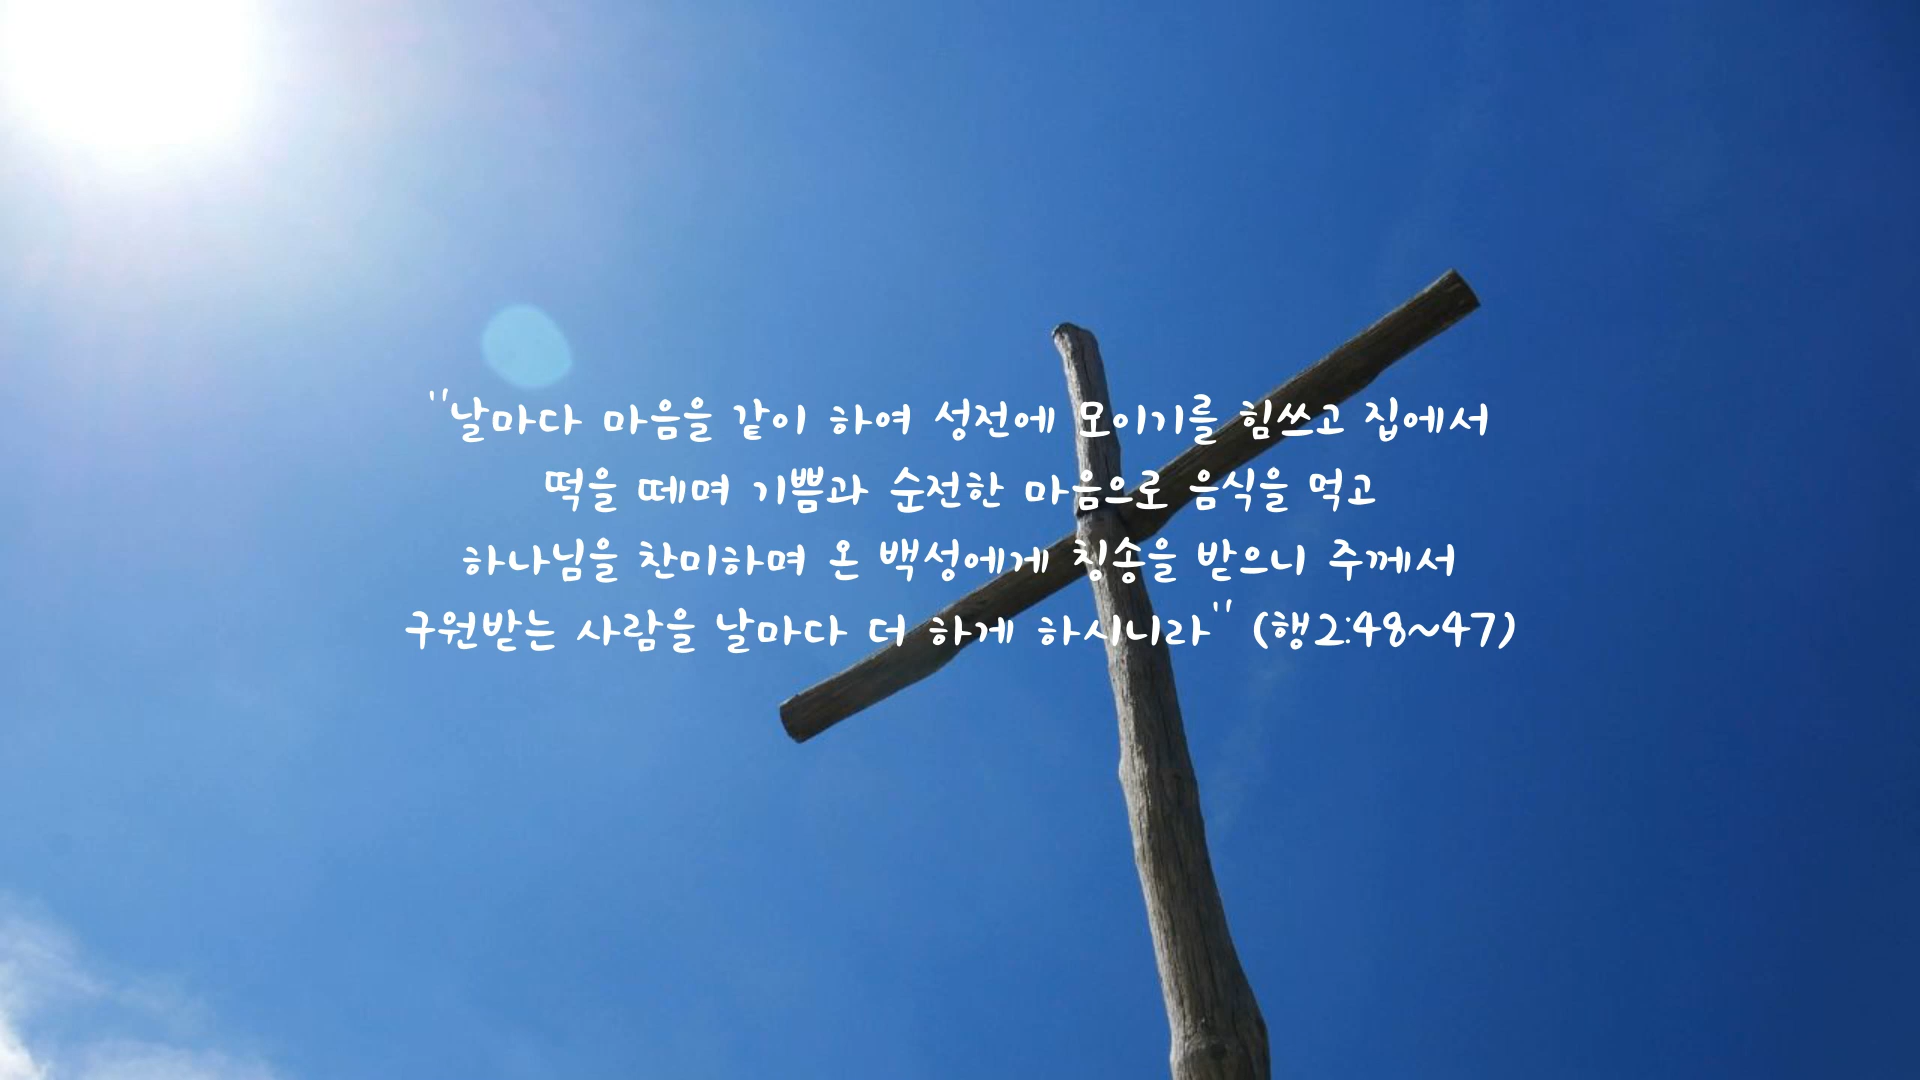 "날마다 마음을 같이 하여 성전에 모이기를 힘쓰고 집에서
떡을 떼며 기쁨과 순전한 마음으로 음식을 먹고
하나님을 찬미하며 온 백성에게 칭송을 받으니 주께서
구원받는 사람을 날마다 더 하게 하시니라" (행2:48~47)